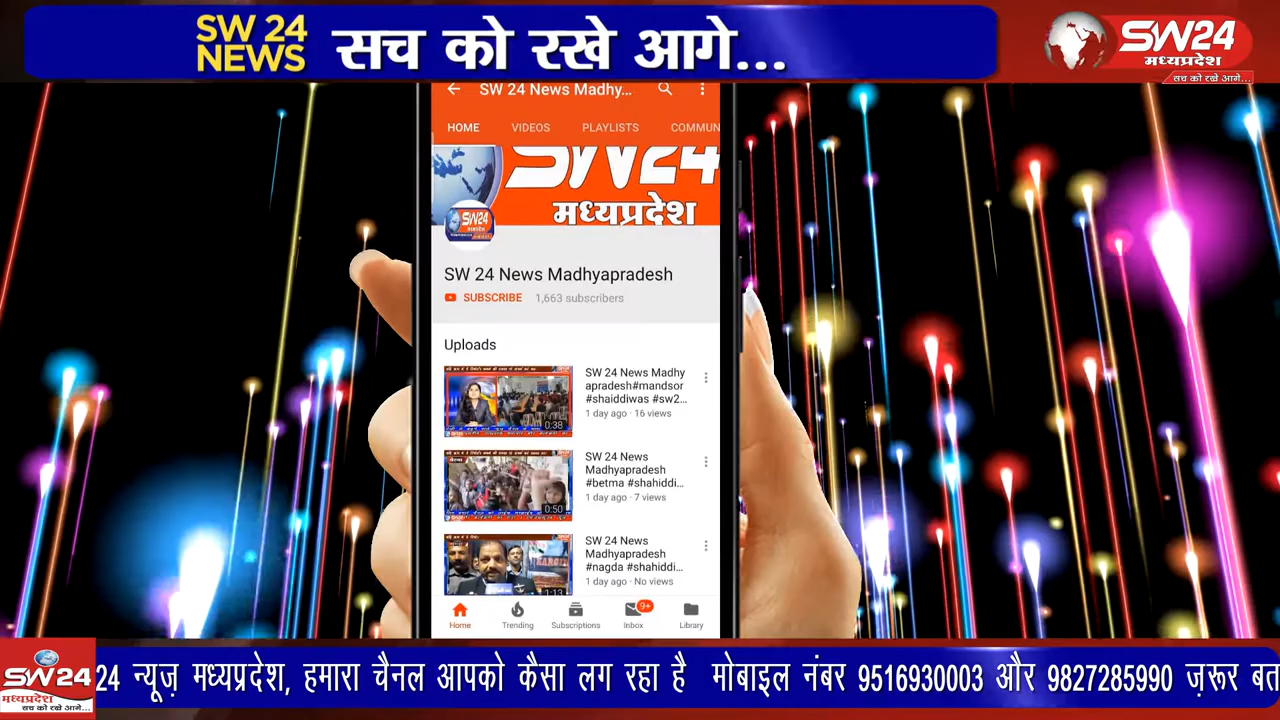 SW 24
NEWS
सच को रखे आगे...
SW24
मध्यप्रदेश
सच को रखे आगे...
SW 24 News Madhy...
HOME VIDEOS PLAYLISTS COMMUN
SW24
मध्यप्रदेश
SW24
SW 24 News Madhyapradesh
SUBSCRIBE 1,663 subscribers
Uploads
SW 24 News Madhy
apradesh#mandsor
#shaiddiwas #sw2...
1 day ago · 16 views
0:38
SW 24 News
Madhyapradesh
#betma #shahiddi...
1 day ago · 7 views
0:50
SW 24 News
Madhyapradesh
#nagda #shahiddi...
1 day ago · No views
1:13
9+
Home Trending Subscriptions Inbox Library
SW24
मध्यप्रदेश
सच को रखे आगे...
24 न्यूज़ मध्यप्रदेश, हमारा चैनल आपको कैसा लग रहा है मोबाइल नंबर 9516930003 और 9827285990 ज़रूर बत